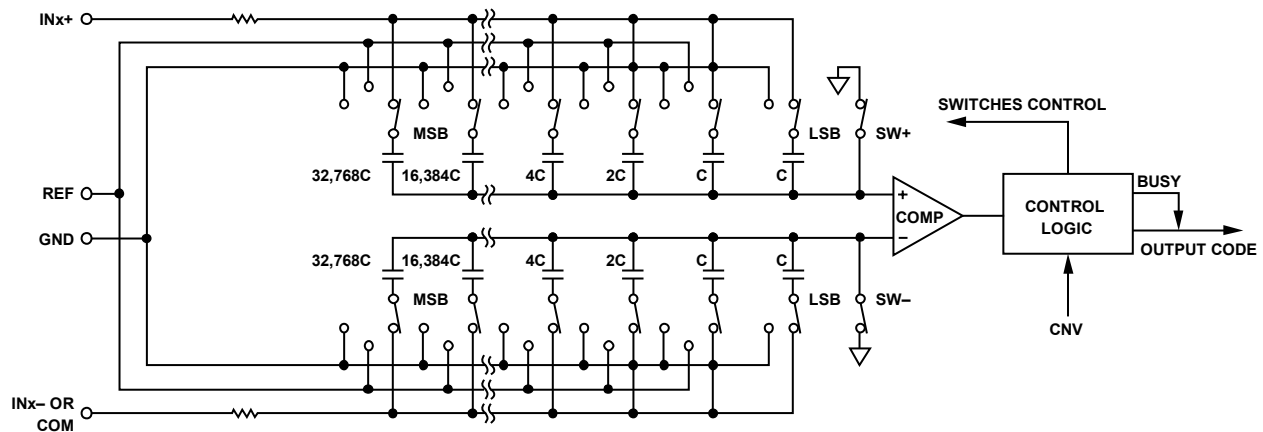 INx+
SWITCHES CONTROL
MSB
LSB
SW+
32,768C
16,384C
4C
2C
C
C
REF
BUSY
+
COMP
–
CONTROL
LOGIC
GND
OUTPUT CODE
32,768C
16,384C
4C
2C
C
C
MSB
LSB
SW–
CNV
INx– OR
COM